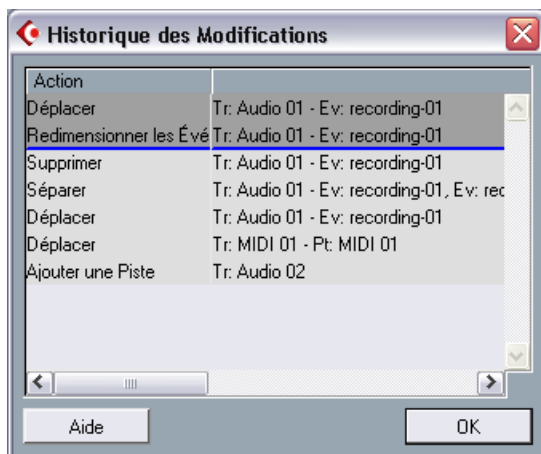 Historique des Modifications
Action
Déplacer Tr: Audio 01 - Ev: recording-01
Redimensionner les Évé Tr: Audio 01 - Ev: recording-01
Supprimer Tr: Audio 01 - Ev: recording-01
Séparer Tr: Audio 01 - Ev: recording-01, Ev: rec
Déplacer Tr: Audio 01 - Ev: recording-01
Déplacer Tr: MIDI 01 - Pt: MIDI 01
Ajouter une Piste Tr: Audio 02
Aide OK